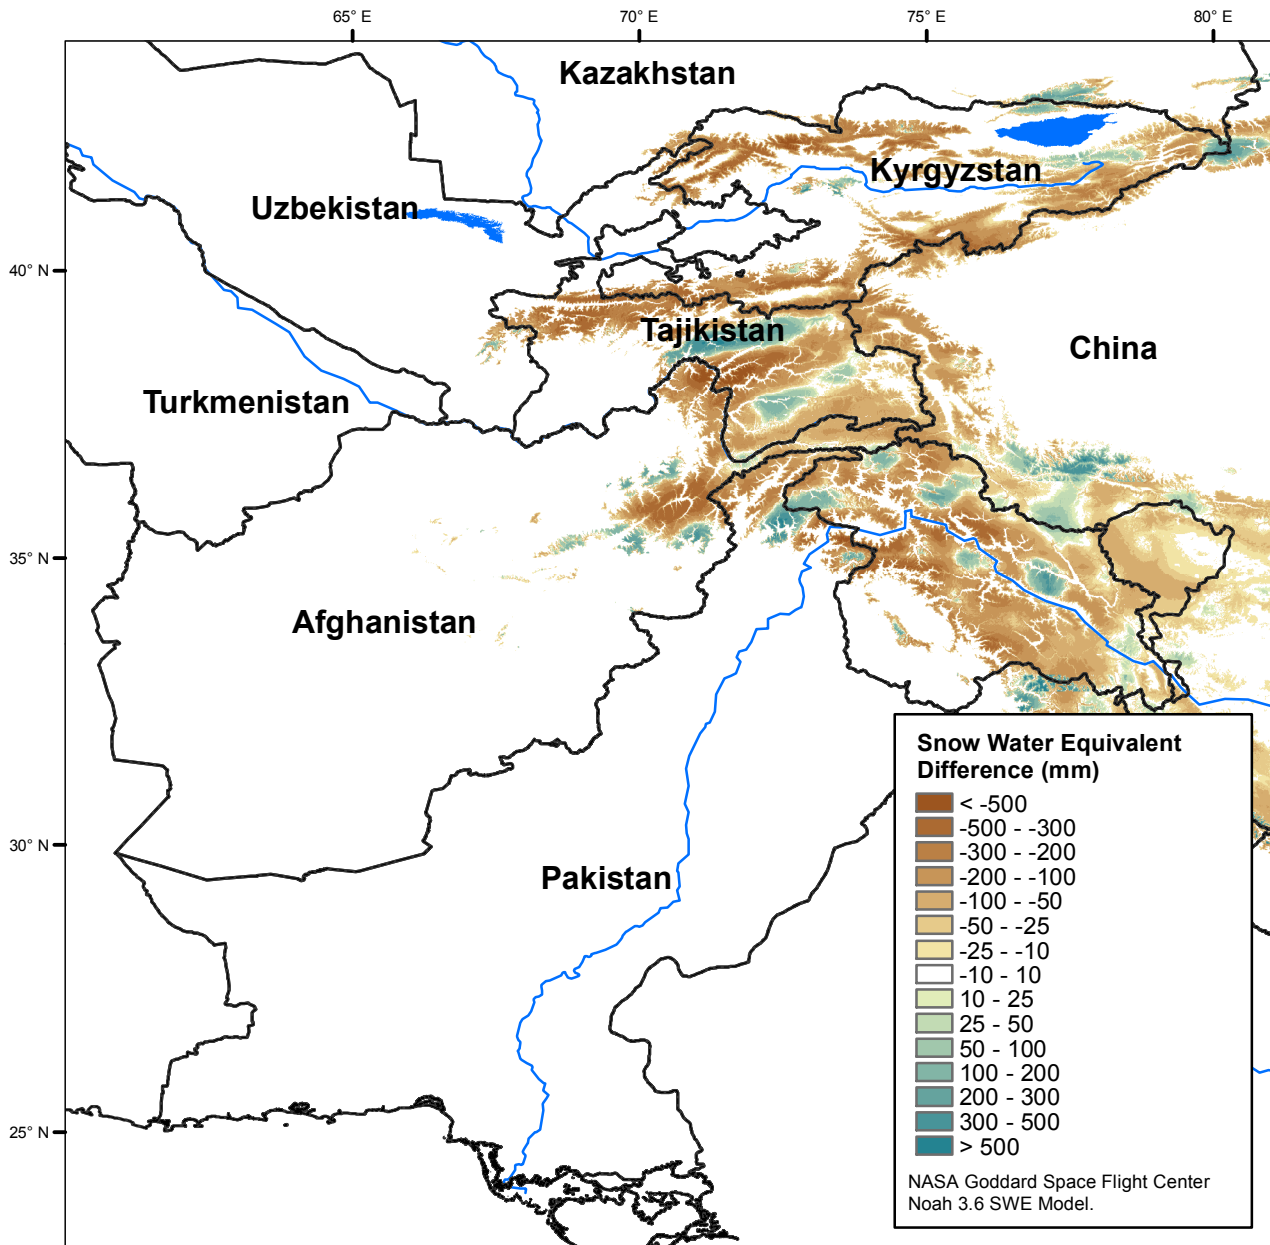 65° E
70° E
75° E
80° E
Kazakhstan
Kyrgyzstan
Uzbekistan
40° N
Tajikistan
China
Turkmenistan
35° N
Afghanistan
Snow Water Equivalent
Difference (mm)
< -500
-500 - -300
-300 - -200
-200 - -100
-100 - -50
-50 - -25
-25 - -10
-10 - 10
10 - 25
25 - 50
50 - 100
100 - 200
200 - 300
300 - 500
> 500
30° N
Pakistan
25° N
NASA Goddard Space Flight Center
Noah 3.6 SWE Model.